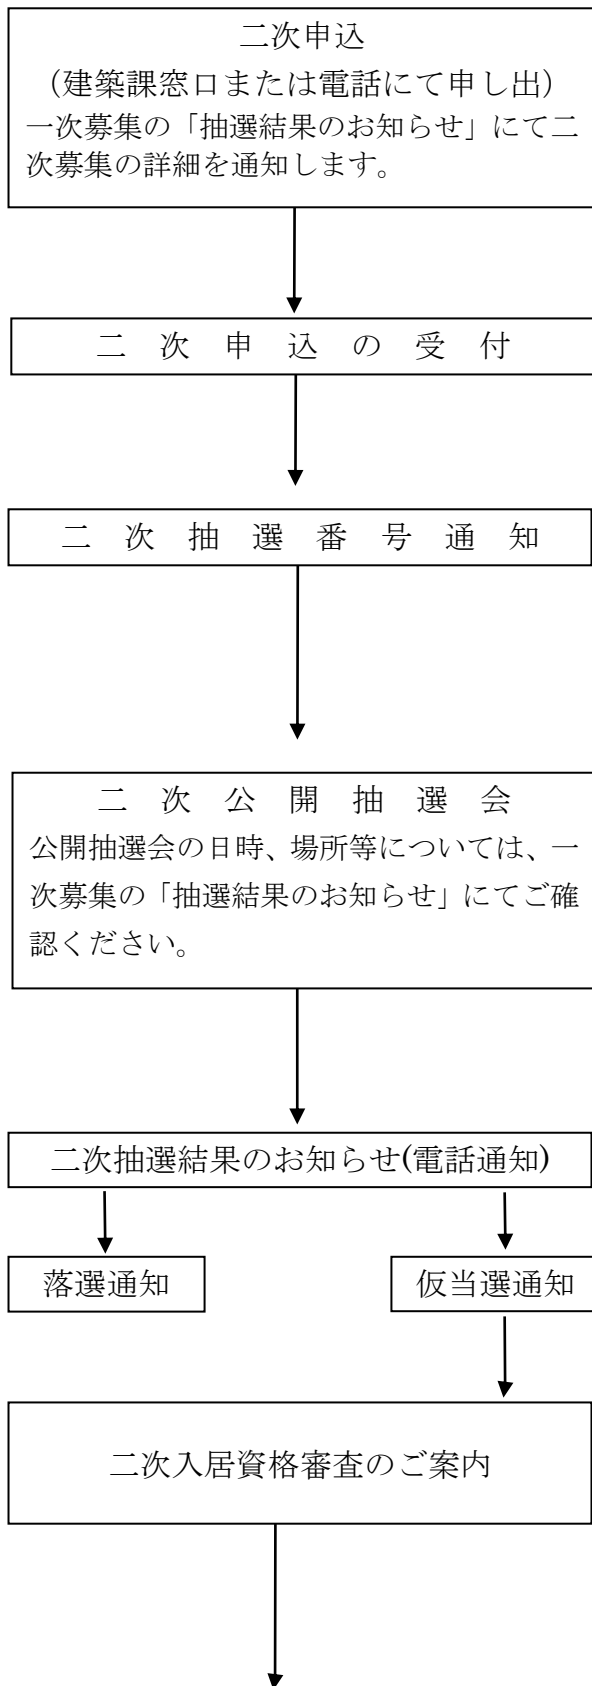 二次申込
（建築課窓口または電話にて申し出）
一次募集の「抽選結果のお知らせ」にて二
次募集の詳細を通知します。
二次申込の受付
二次抽選番号通知
二次公開抽選会
公開抽選会の日時、場所等については、一
次募集の「抽選結果のお知らせ」にてご確
認ください。
二次抽選結果のお知らせ(電話通知)
落選通知
仮当選通知
二次入居資格審査のご案内